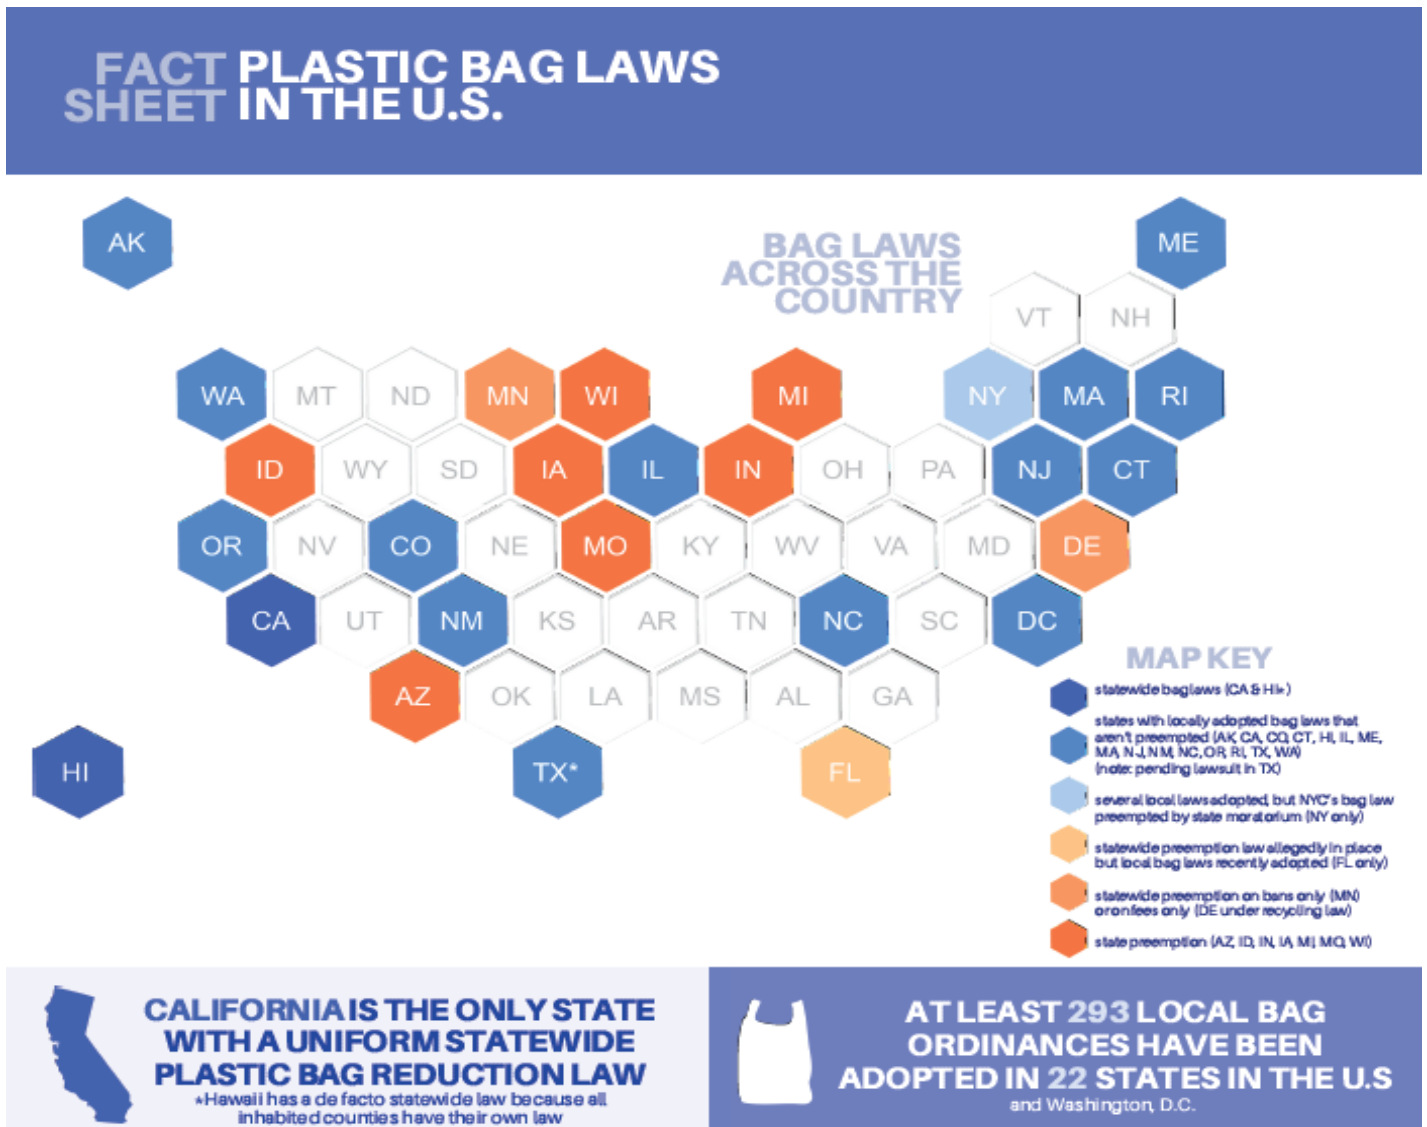 FACT PLASTIC BAG LAWS
SHEET IN THE U.S.
BAG LAWS
ACROSS THE
COUNTRY
AK
ME
VT
NH
WA
MT
ND
MN
WI
MI
NY
MA
RI
ID
WY
SD
IA
IL
IN
OH
PA
NJ
CT
OR
NV
CO
NE
MO
KY
WV
VA
MD
DE
CA
UT
NM
KS
AR
TN
NC
SC
DC
AZ
OK
LA
MS
AL
GA
HI
TX*
FL
MAP KEY
statewide bag laws (CA & HI*)
states with locally adopted bag laws that
aren't preempted (AK, CA, CO, CT, HI, IL, ME,
MA, NJ, NM, NC, OR, RI, TX, WA)
(note: pending lawsuit in TX)
several local laws adopted, but NYC's bag law
preempted by state moratorium (NY only)
statewide preemption law allegedly in place
but local bag laws recently adopted (FL only)
statewide preemption on bans only (MN)
or on fees only (DE under recycling law)
state preemption (AZ, ID, IN, IA, MI, MO, WI)
CALIFORNIA IS THE ONLY STATE
WITH A UNIFORM STATEWIDE
PLASTIC BAG REDUCTION LAW
*Hawaii has a de facto statewide law because all
inhabited counties have their own law
AT LEAST 293 LOCAL BAG
ORDINANCES HAVE BEEN
ADOPTED IN 22 STATES IN THE U.S
and Washington, D.C.